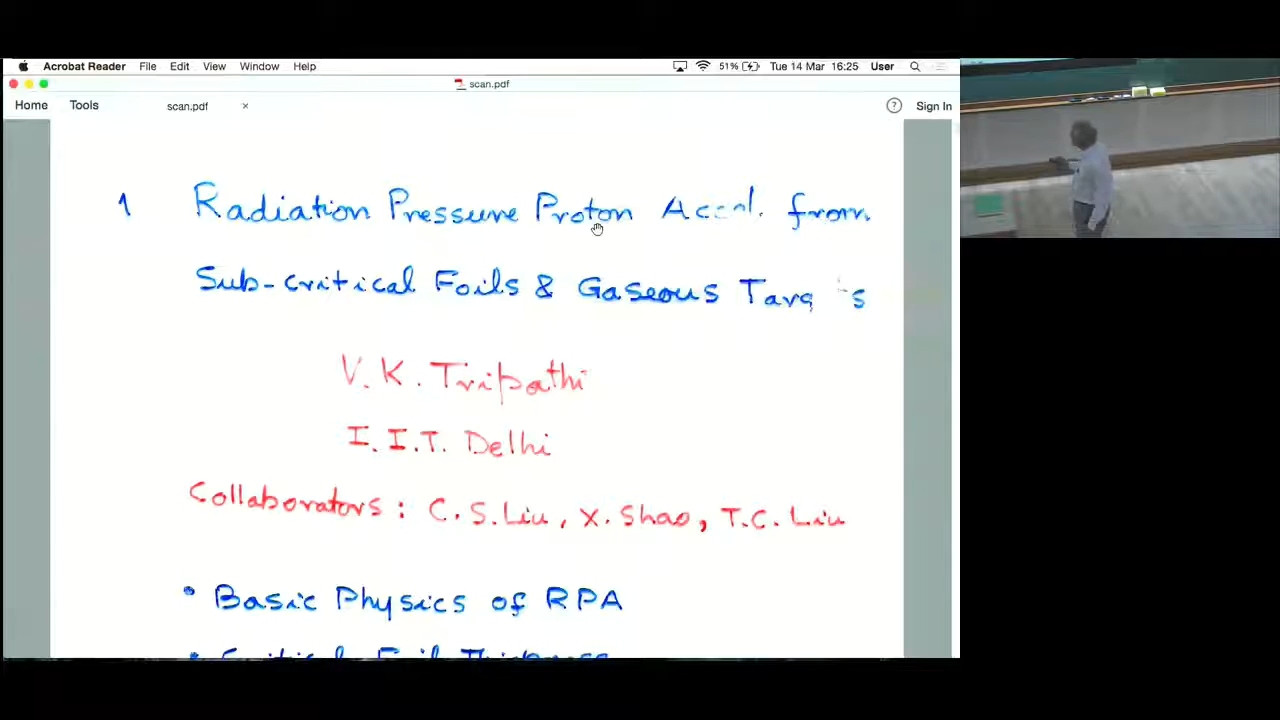 Acrobat Reader File Edit View Window Help 51% Tue 14 Mar 16:25 User
scan.pdf
Home Tools scan.pdf × ? Sign In
1 Radiation Pressure Proton Accel. from
Sub-critical Foils & Gaseous
V. K. Tripathi
I. I.T. Delhi
Collaborators : C. S. Liu, X. Shao, T. C. Liu
• Basic Physics of RPA